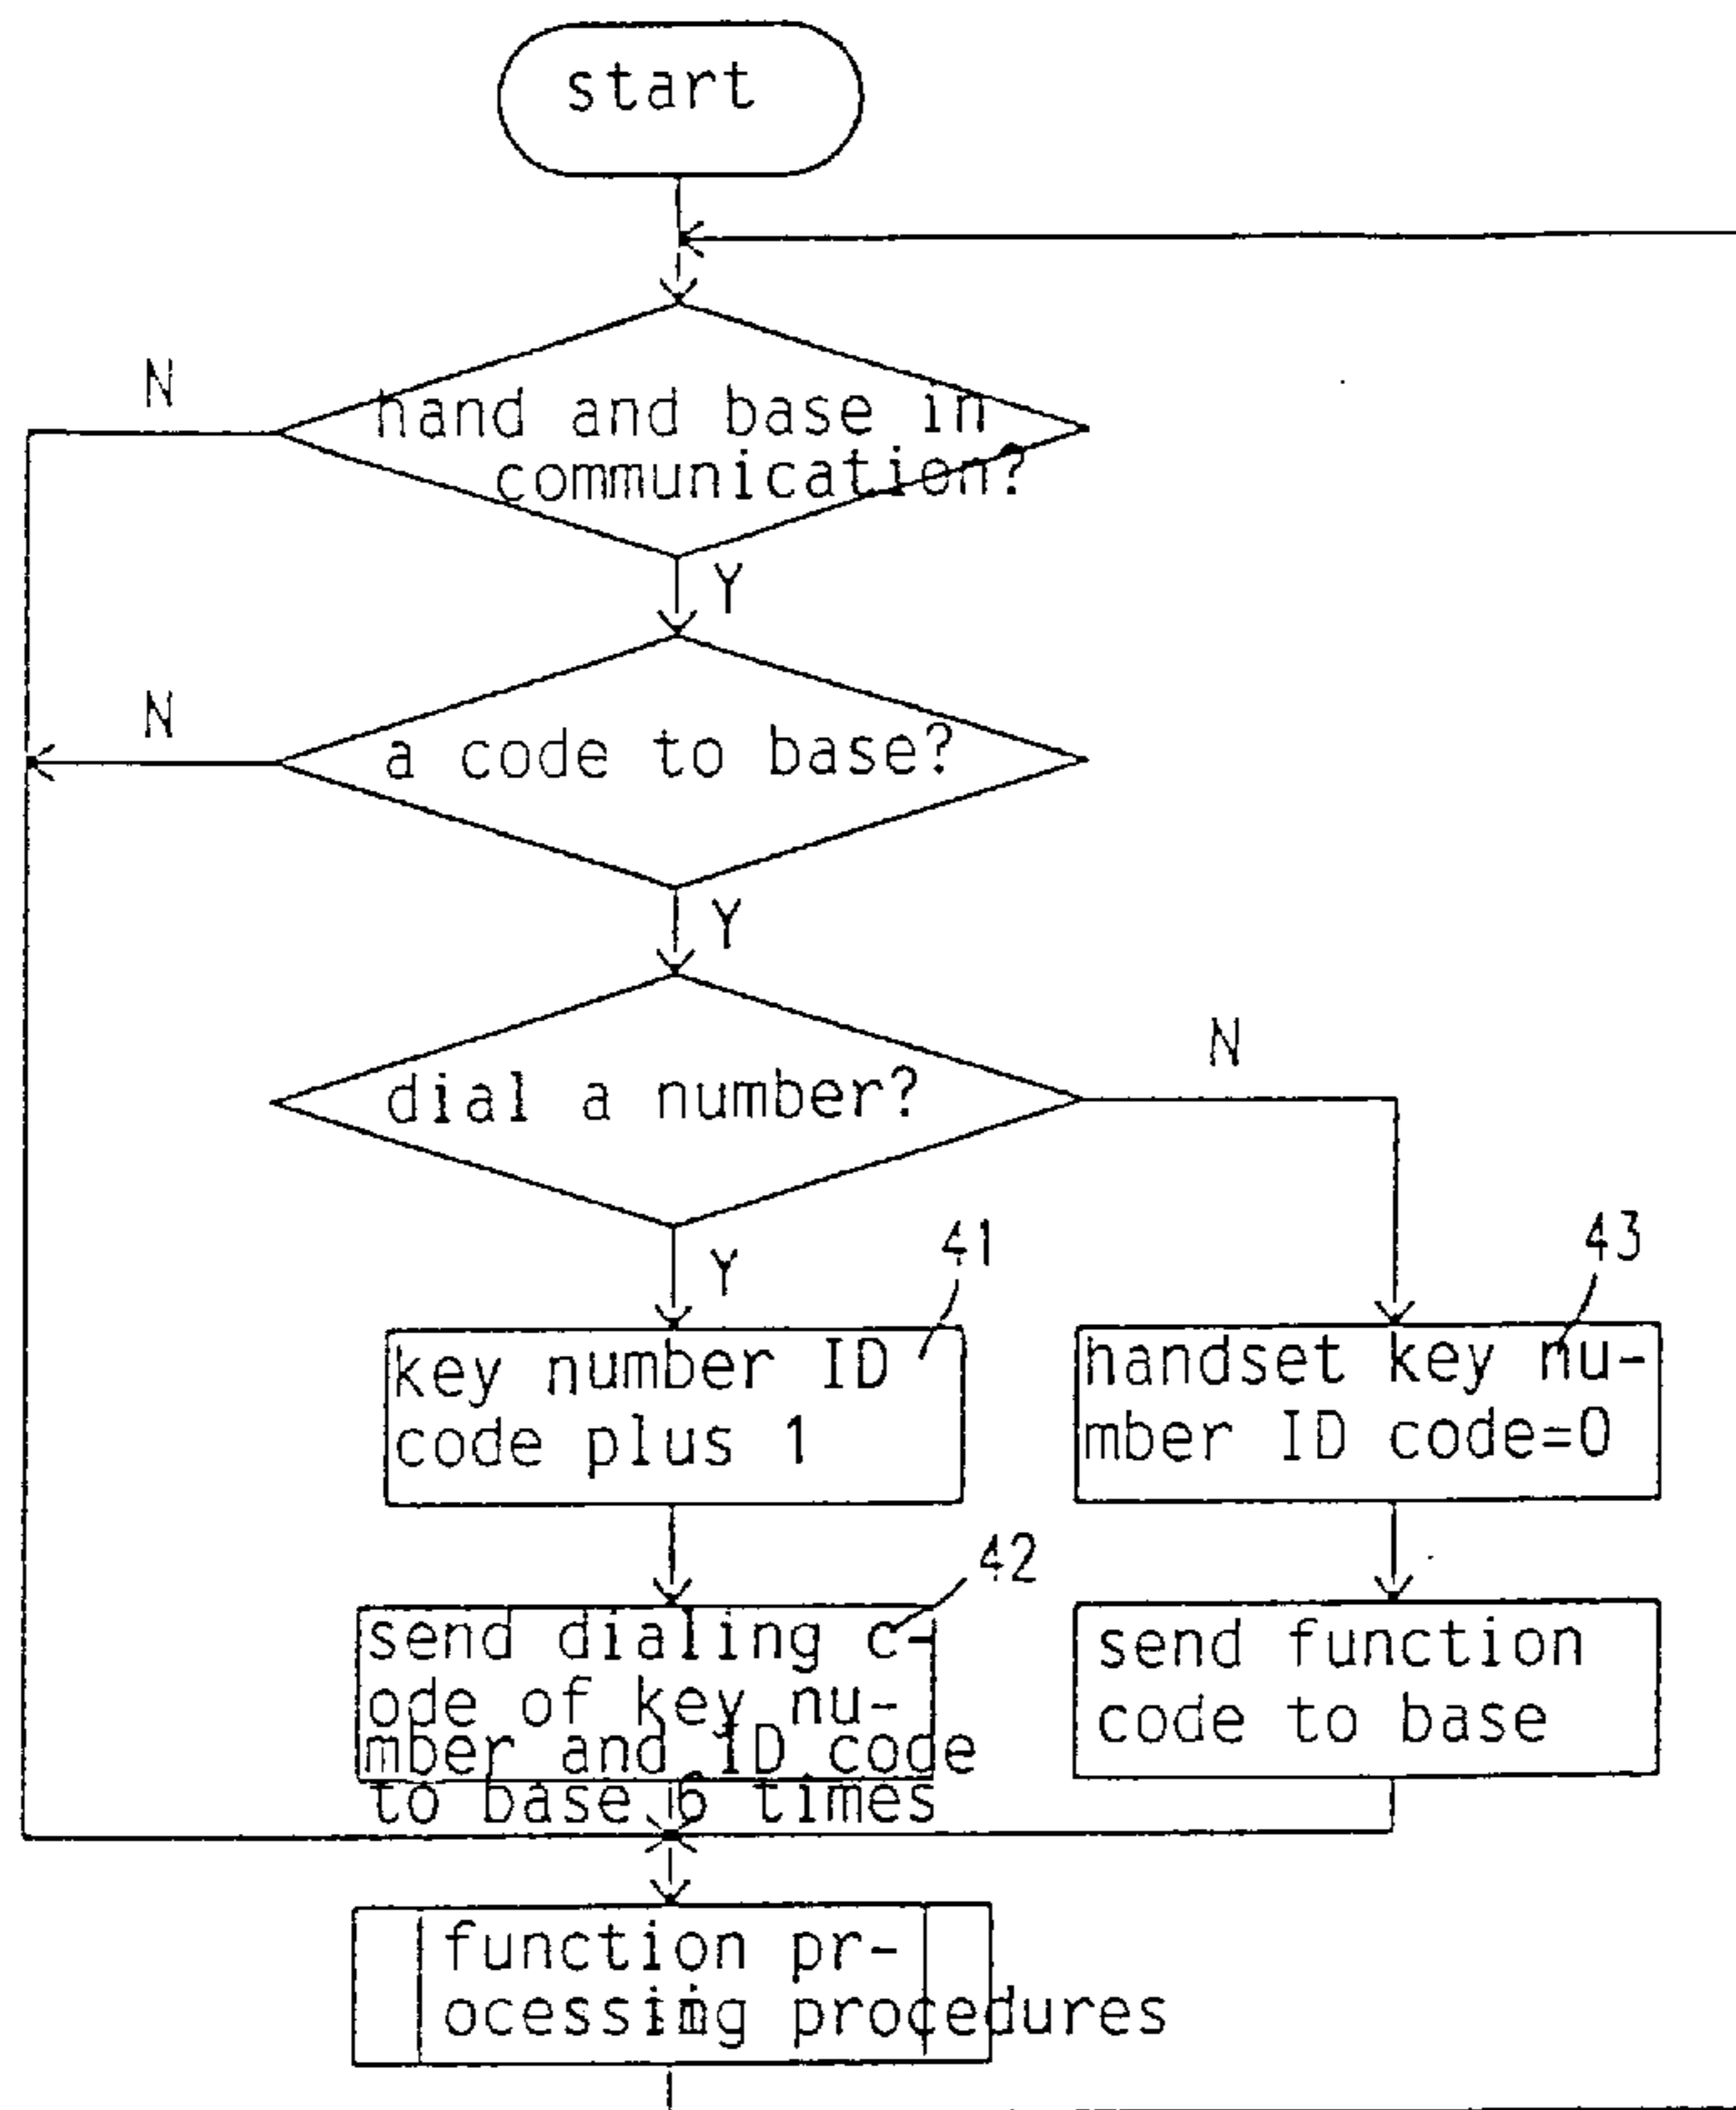 start
N
hand and base in
communication?
Y
N
a code to base?
Y
dial a number?
N
Y
41
43
key number ID
code plus 1
handset key nu-
mber ID code=0
42
send dialing c-
ode of key nu-
mber and ID code
to base 6 times
send function
code to base
function pr-
ocessing procedures